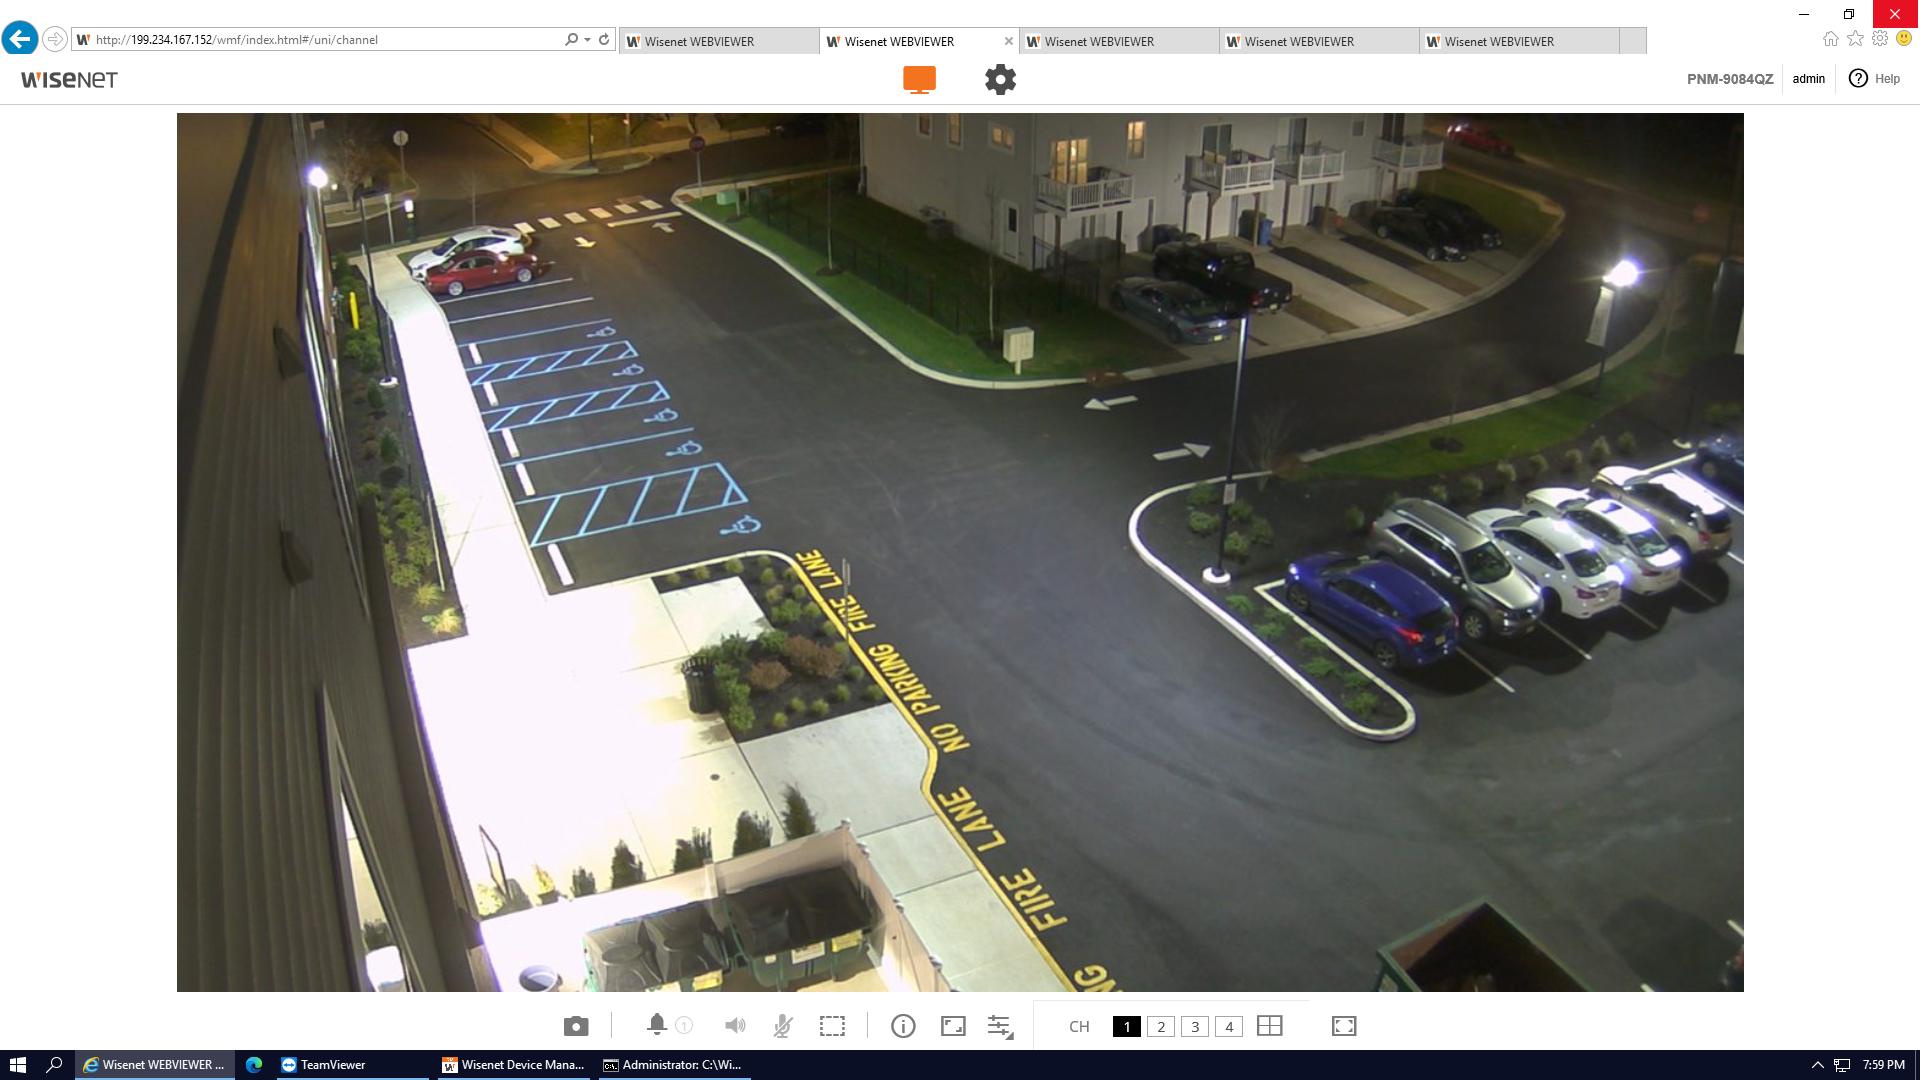 http://199.234.167.152/wmf/index.html#/uni/channel
Wisenet WEBVIEWER
Wisenet WEBVIEWER
Wisenet WEBVIEWER
Wisenet WEBVIEWER
Wisenet WEBVIEWER
WISENET
PNM-9084QZ
admin
? Help
FIRE LANE
NO PARKING
FIRE LANE
NG
CH 1 2 3 4
1
Wisenet WEBVIEWER ...
TeamViewer
Wisenet Device Mana...
Administrator: C:\Wi...
7:59 PM